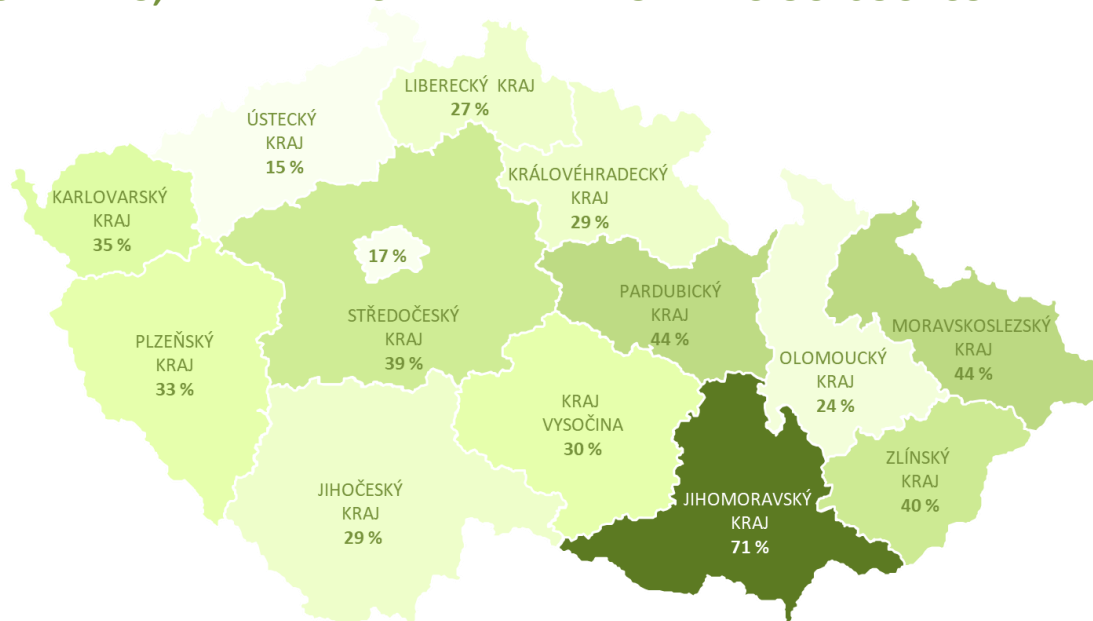 LIBERECKÝ KRAJ
27 %
ÚSTECKÝ
KRAJ
15 %
KRÁLOVÉHRADECKÝ
KRAJ
29 %
KARLOVARSKÝ
KRAJ
35 %
17 %
PARDUBICKÝ
KRAJ
44 %
STŘEDOČESKÝ
KRAJ
39 %
MORAVSKOSLEZSKÝ
KRAJ
44 %
PLZEŇSKÝ
KRAJ
33 %
OLOMOUCKÝ
KRAJ
24 %
KRAJ
VYSOČINA
30 %
ZLÍNSKÝ
KRAJ
40 %
JIHOČESKÝ
KRAJ
29 %
JIHOMORAVSKÝ
KRAJ
71 %